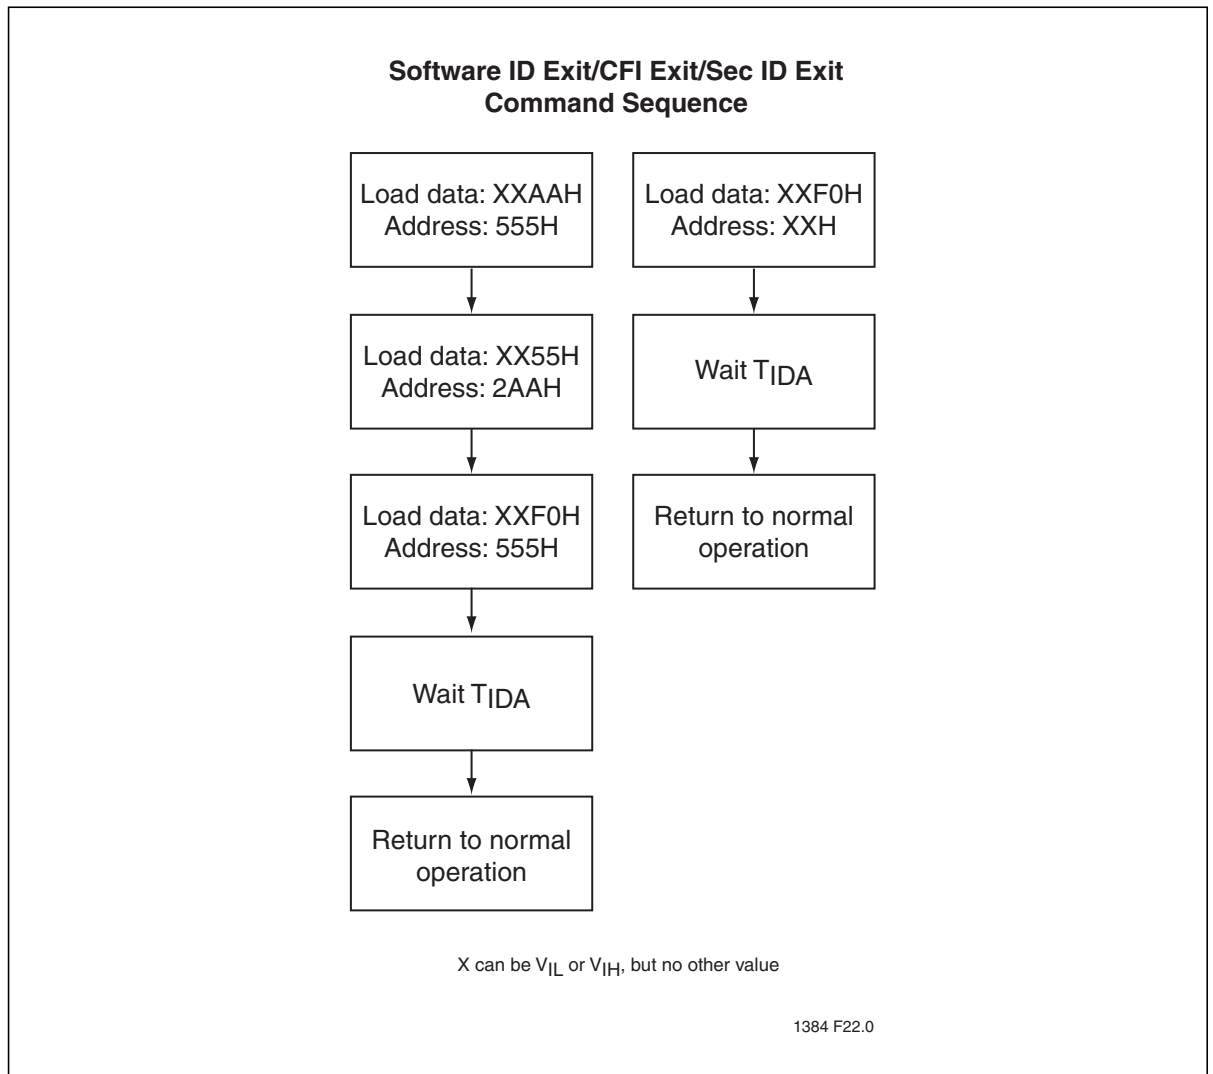 Software ID Exit/CFI Exit/Sec ID Exit
Command Sequence
Load data: XXAAH
Address: 555H
Load data: XX55H
Address: 2AAH
Load data: XXF0H
Address: 555H
Wait TIDA
Return to normal
operation
Load data: XXF0H
Address: XXH
Wait TIDA
Return to normal
operation
X can be VIL or VIH, but no other value
1384 F22.0